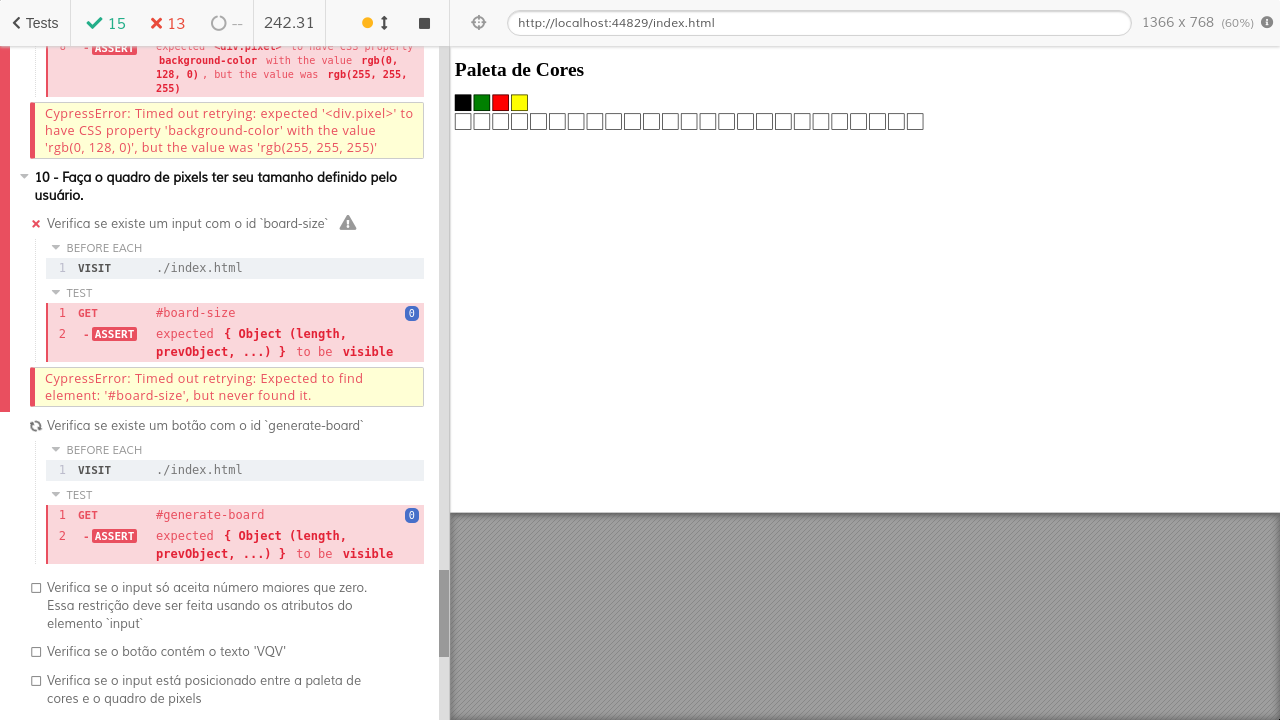 Tests
15
13
--
242.31
http://localhost:44829/index.html
1366 x 768 (60%)
- ASSERT expected <div.pixel> to have CSS property
background-color with the value rgb(0,
128, 0), but the value was rgb(255, 255,
255)
CypressError: Timed out retrying: expected '<div.pixel>' to
have CSS property 'background-color' with the value
'rgb(0, 128, 0)', but the value was 'rgb(255, 255, 255)'
10 - Faça o quadro de pixels ter seu tamanho definido pelo
usuário.
Verifica se existe um input com o id `board-size`
BEFORE EACH
1 VISIT ./index.html
TEST
1 GET #board-size 0
2 - ASSERT expected { Object (length,
prevObject, ...) } to be visible
CypressError: Timed out retrying: Expected to find
element: '#board-size', but never found it.
Verifica se existe um botão com o id `generate-board`
BEFORE EACH
1 VISIT ./index.html
TEST
1 GET #generate-board 0
2 - ASSERT expected { Object (length,
prevObject, ...) } to be visible
Verifica se o input só aceita número maiores que zero.
Essa restrição deve ser feita usando os atributos do
elemento `input`
Verifica se o botão contém o texto 'VQV'
Verifica se o input está posicionado entre a paleta de
cores e o quadro de pixels
Paleta de Cores